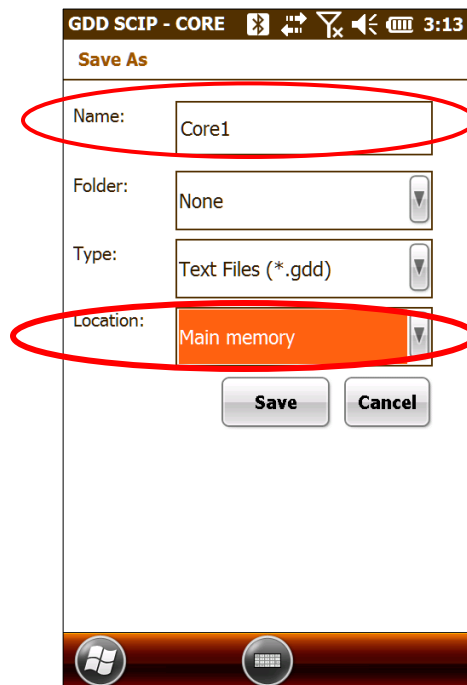 GDD SCIP - CORE 3:13
Save As
Name: Core1
Folder: None
Type: Text Files (*.gdd)
Location: Main memory
Save Cancel